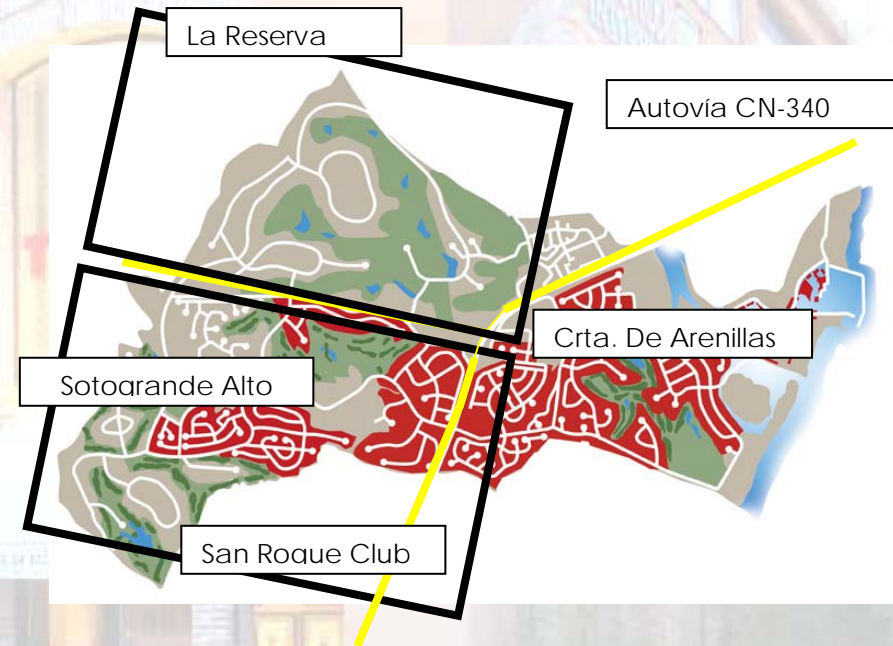 La Reserva
Autovía CN-340
Crta. De Arenillas
Sotogrande Alto
San Roque Club